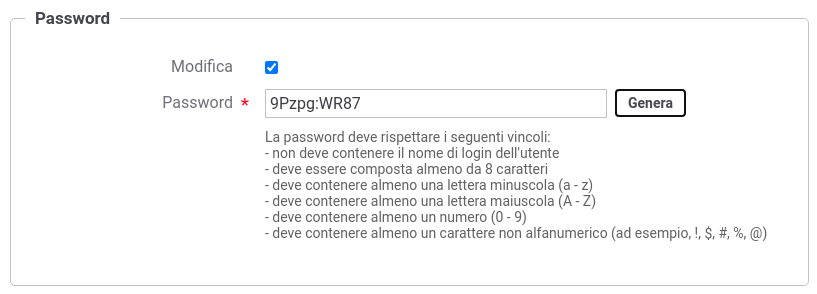 Password
Modifica
Password * 9Pzpg:WR87 Genera
La password deve rispettare i seguenti vincoli:
- non deve contenere il nome di login dell'utente
- deve essere composta almeno da 8 caratteri
- deve contenere almeno una lettera minuscola (a - z)
- deve contenere almeno una lettera maiuscola (A - Z)
- deve contenere almeno un numero (0 - 9)
- deve contenere almeno un carattere non alfanumerico (ad esempio, !, $, #, %, @)